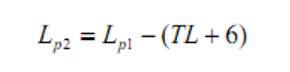 L_{p2} = L_{p1} − (TL + 6)